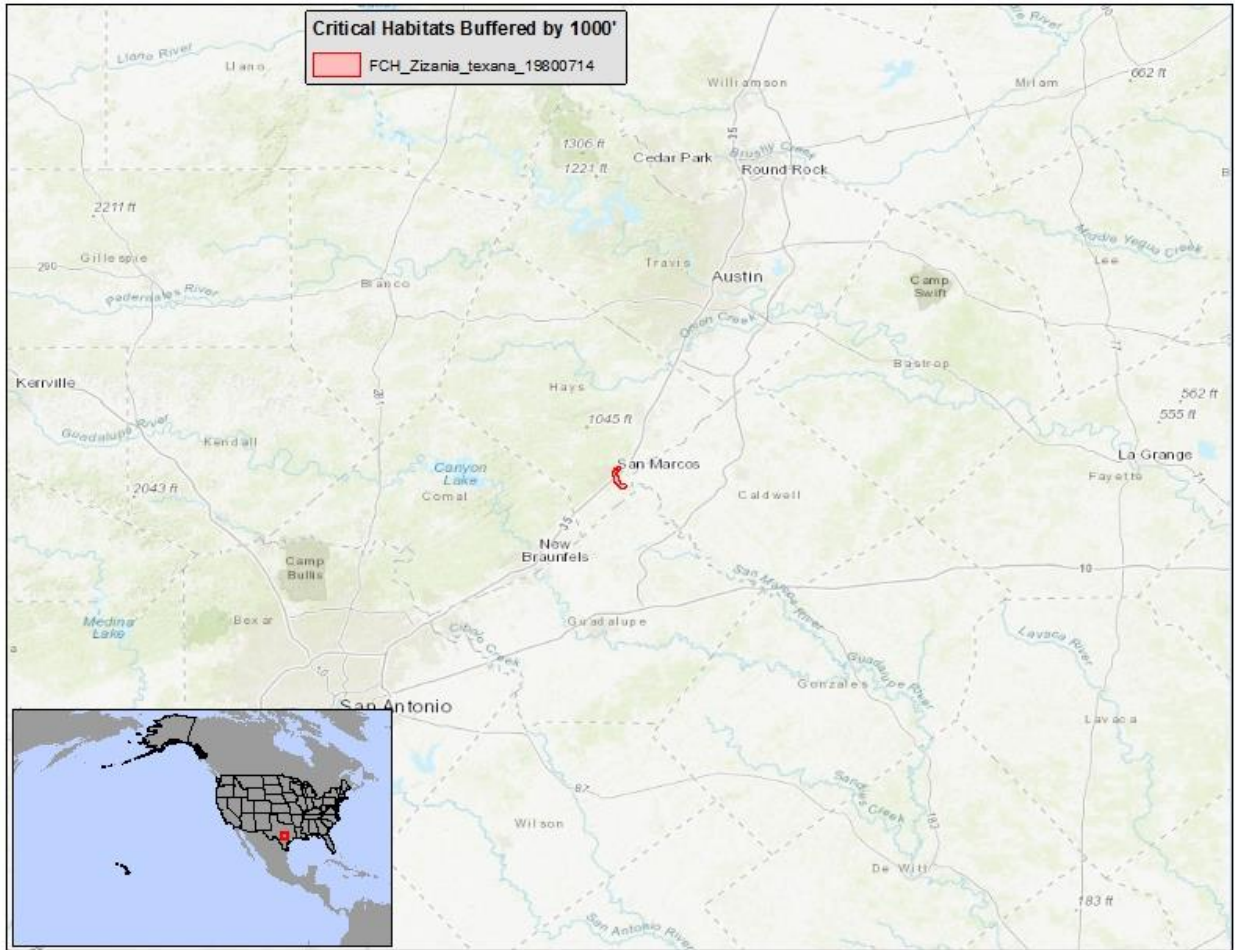 Critical Habitats Buffered by 1000'
FCH_Zizania_texana_19800714
Llano River
Llano
Williamson
Milam
662 ft
1306 ft
1221 ft
Cedar Park
35
Brushy Creek
Round Rock
2211 ft
Gillespie
290
Pedernales River
Blanco
Travis
Austin
Camp
Swift
Middle Yegua Creek
Lee
Onion Creek
77
Bastrop
Kerrville
281
Hays
562 ft
555 ft
1045 ft
Guadalupe River
Kendall
Canyon
Lake
San Marcos
La Grange
Fayette
71
2043 ft
Comal
Caldwell
35
New
Braunfels
Camp
Bullis
10
San Marcos River
Medina
Lake
Bexar
Cibolo Creek
Guadalupe
Lavaca River
a
10
Guadalupe River
Gonzales
San Antonio
Lavaca
87
Sandies Creek
Wilson
183
De Witt
183 ft
San Antonio River